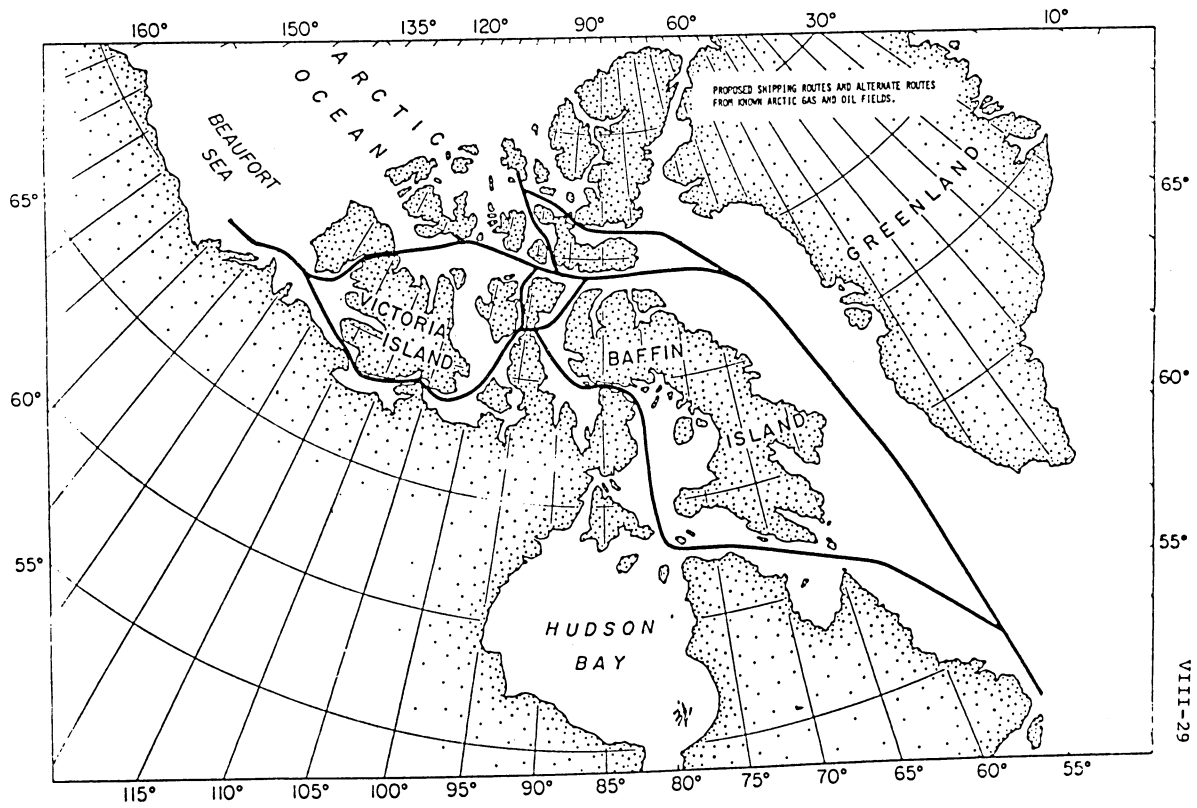 160° 150° 135° 120° 105° 90° 60° 30° 10°
ARCTIC
OCEAN
PROPOSED SHIPPING ROUTES AND ALTERNATE ROUTES
FROM KNOWN ARCTIC GAS AND OIL FIELDS.
BEAUFORT
SEA
65°
65°
GREENLAND
VICTORIA
ISLAND
BAFFIN
ISLAND
60°
60°
55°
55°
HUDSON
BAY
VIII-29
115° 110° 105° 100° 95° 90° 85° 80° 75° 70° 65° 60° 55°